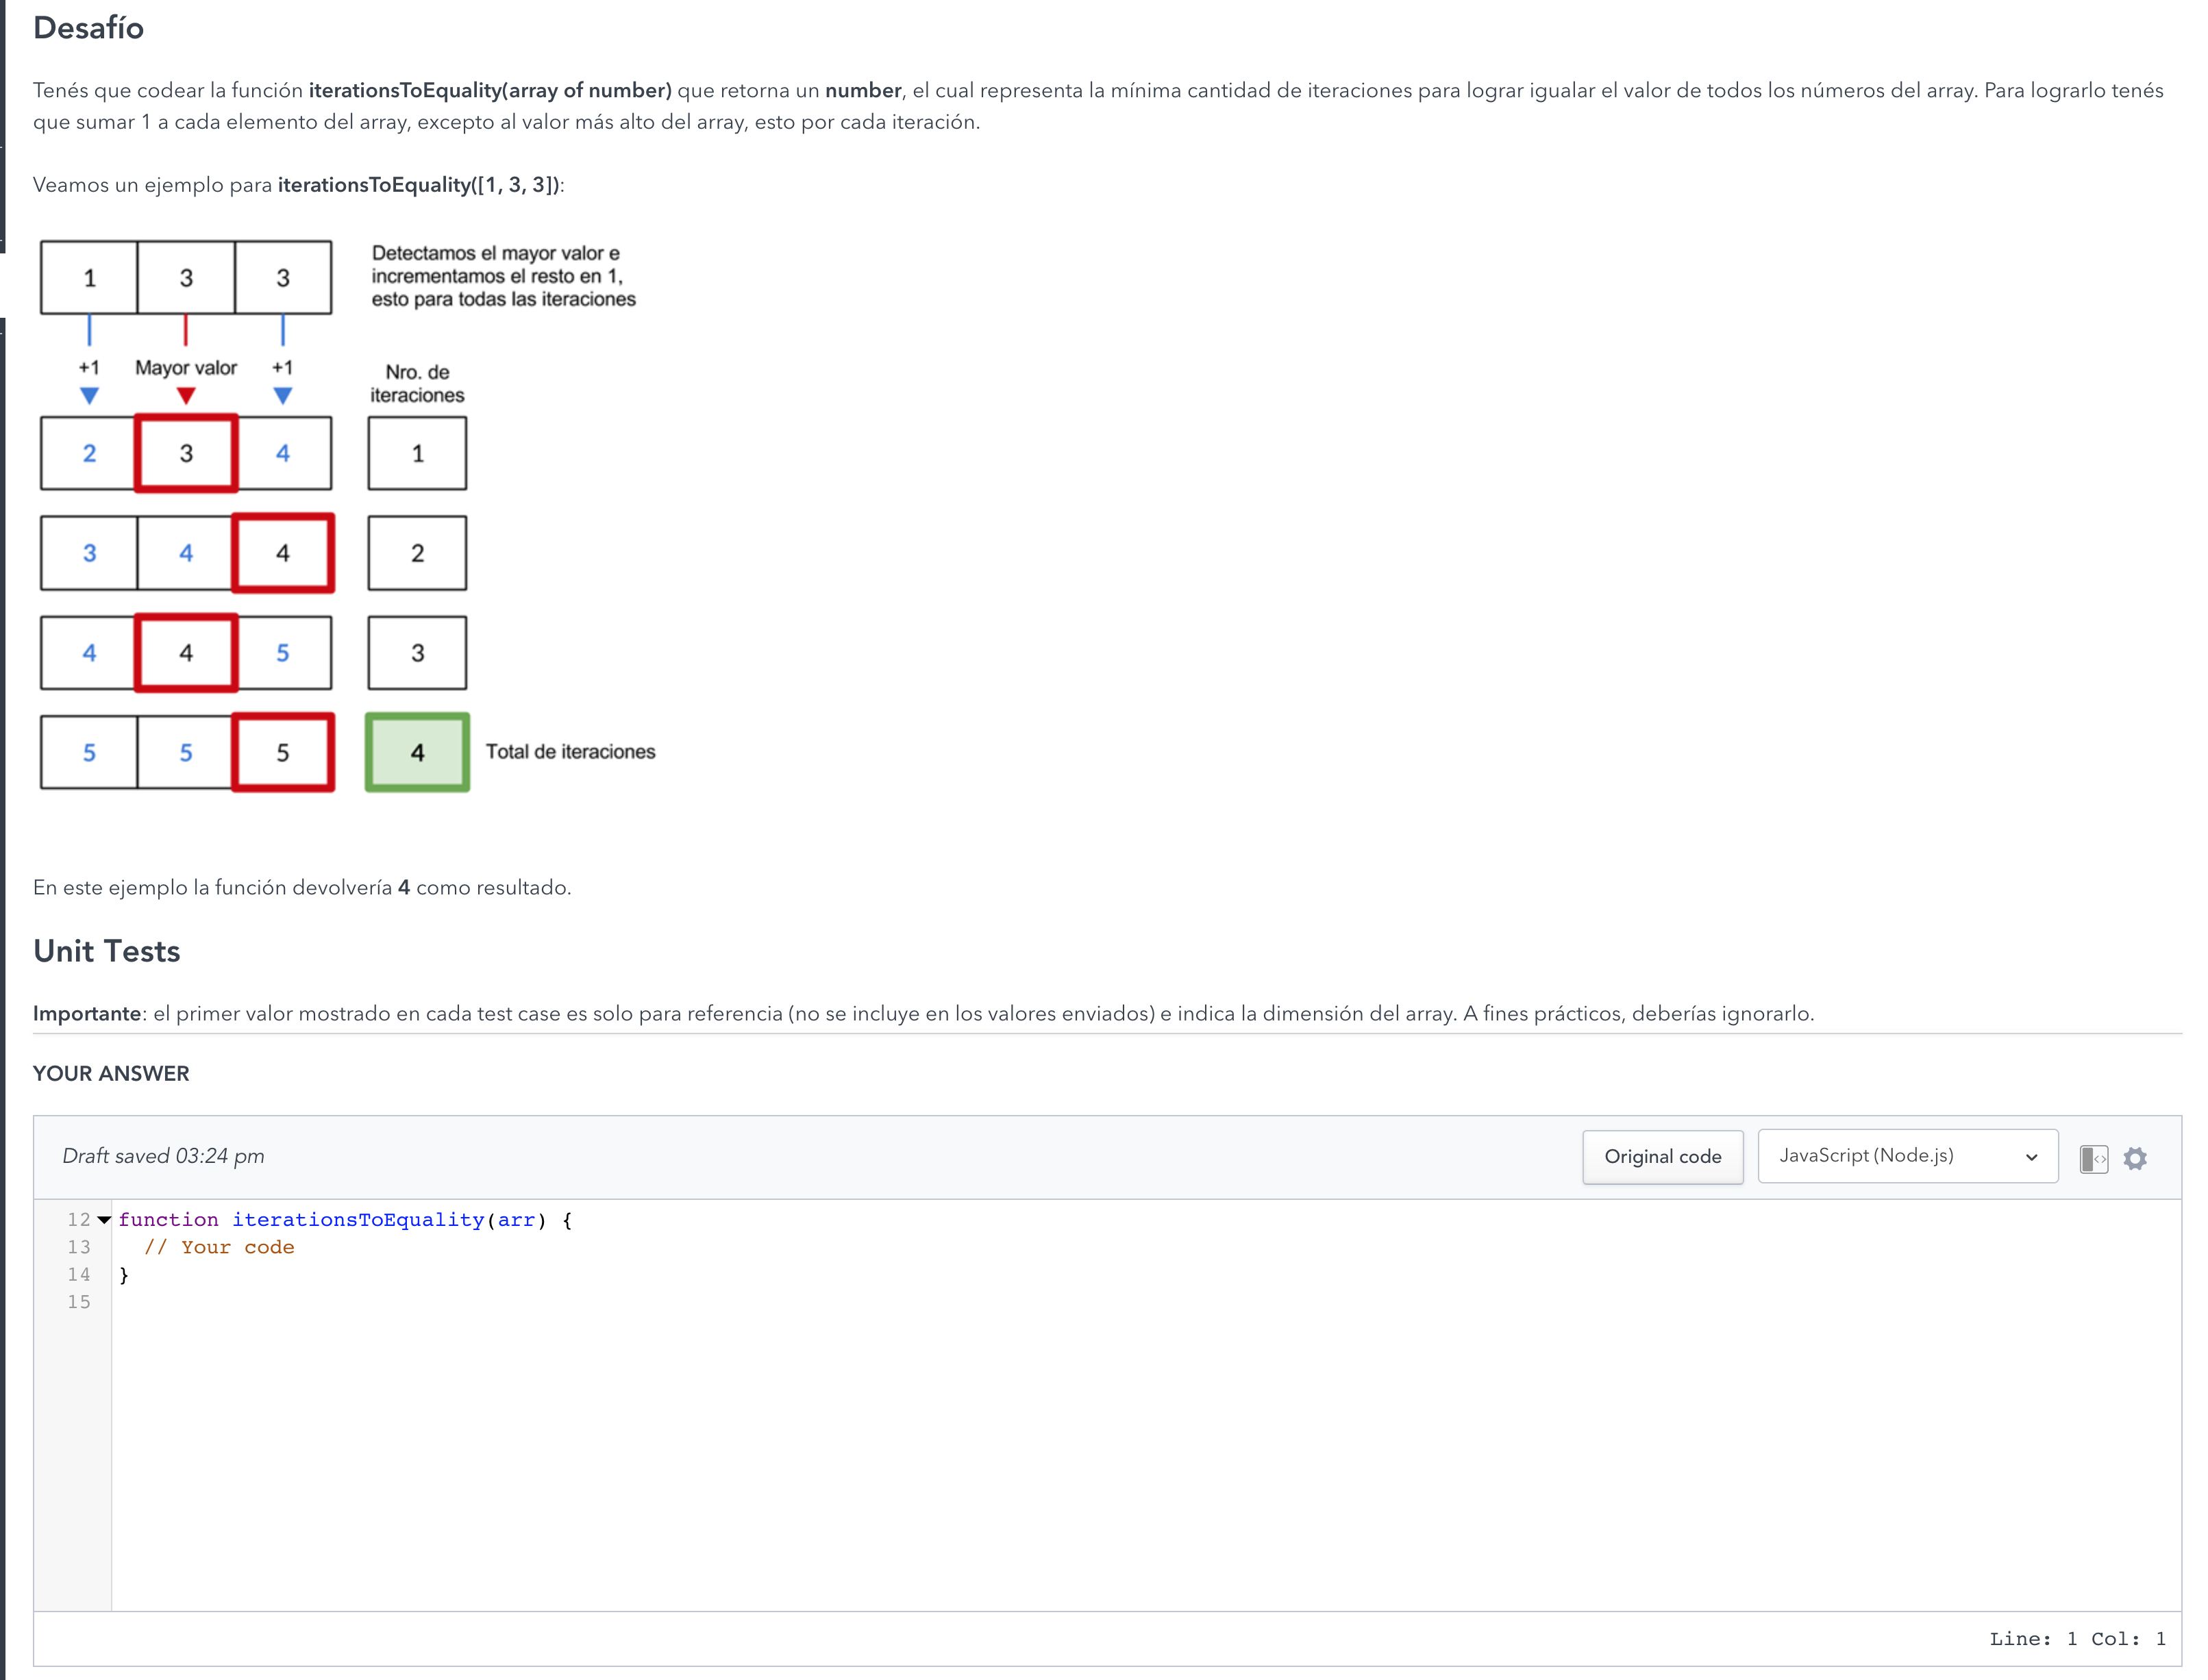 Desafío
Tenés que codear la función iterationsToEquality(array of number) que retorna un number, el cual representa la mínima cantidad de iteraciones para lograr igualar el valor de todos los números del array. Para lograrlo tenés
que sumar 1 a cada elemento del array, excepto al valor más alto del array, esto por cada iteración.
Veamos un ejemplo para iterationsToEquality([1, 3, 3]):
1 3 3
Detectamos el mayor valor e
incrementamos el resto en 1,
esto para todas las iteraciones
+1 Mayor valor +1
Nro. de
iteraciones
2 3 4 1
3 4 4 2
4 4 5 3
5 5 5 4 Total de iteraciones
En este ejemplo la función devolvería 4 como resultado.
Unit Tests
Importante: el primer valor mostrado en cada test case es solo para referencia (no se incluye en los valores enviados) e indica la dimensión del array. A fines prácticos, deberías ignorarlo.
YOUR ANSWER
Draft saved 03:24 pm
Original code
JavaScript (Node.js)
12 function iterationsToEquality(arr) {
13 // Your code
14 }
15
Line: 1 Col: 1